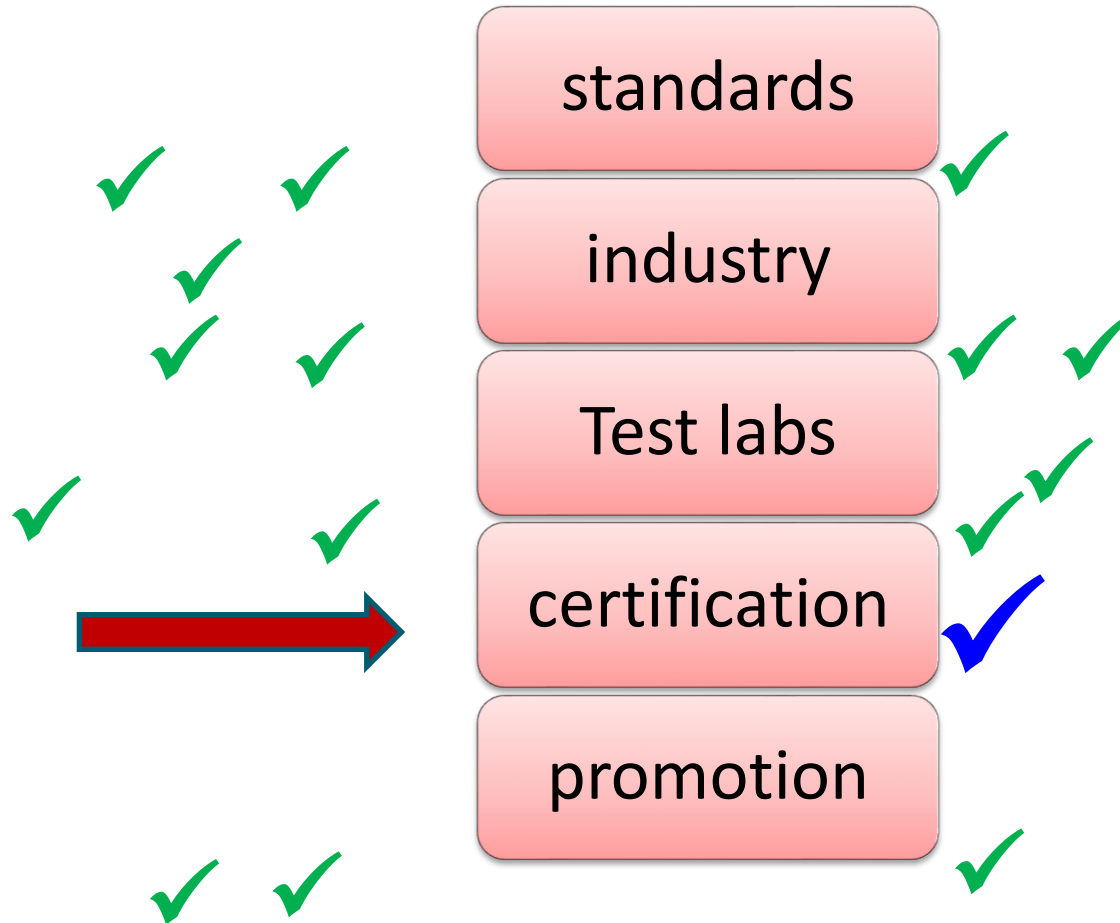 standards
industry
Test labs
certification
promotion